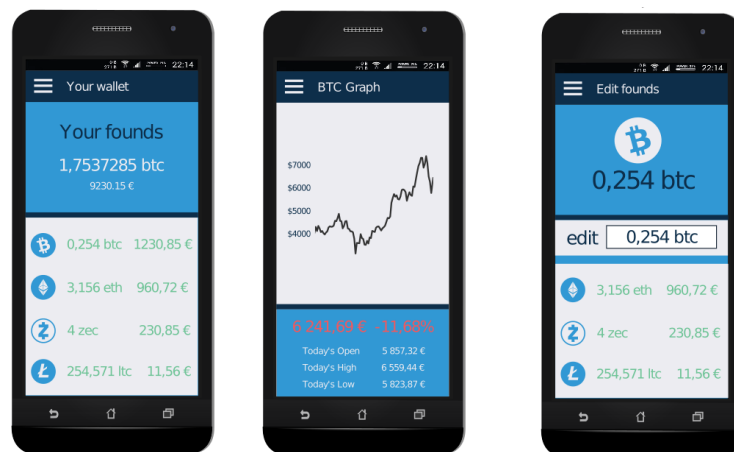 22:14
Your wallet
Your founds
1,7537285 btc
9230.15 €
0,254 btc 1230,85 €
3,156 eth 960,72 €
4 zec 230,85 €
254,571 ltc 11,56 €
22:14
BTC Graph
$7000
$6000
$5000
$4000
6 241,69 € -11,68%
Today's Open 5 857,32 €
Today's High 6 559,44 €
Today's Low 5 823,87 €
22:14
Edit founds
0,254 btc
edit 0,254 btc
3,156 eth 960,72 €
4 zec 230,85 €
254,571 ltc 11,56 €